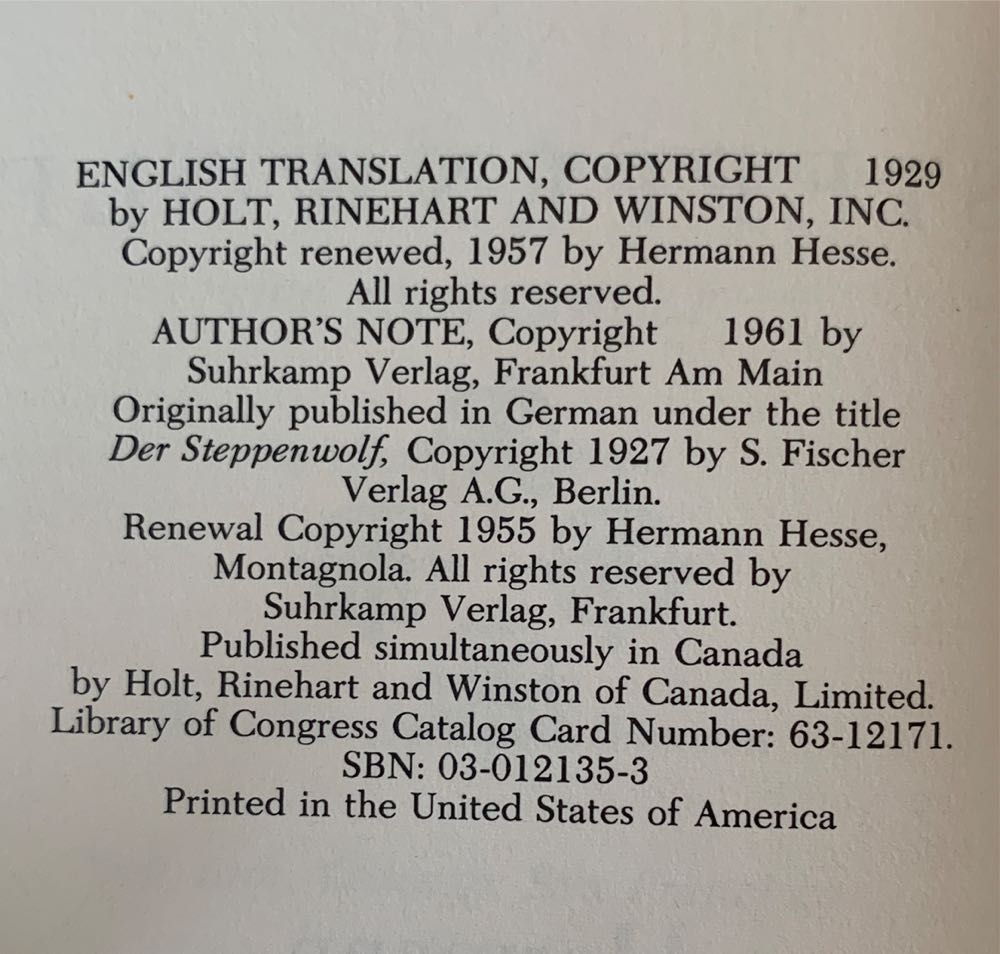 ENGLISH TRANSLATION, COPYRIGHT 1929
by HOLT, RINEHART AND WINSTON, INC.
Copyright renewed, 1957 by Hermann Hesse.
All rights reserved.
AUTHOR'S NOTE, Copyright 1961 by
Suhrkamp Verlag, Frankfurt Am Main
Originally published in German under the title
Der Steppenwolf, Copyright 1927 by S. Fischer
Verlag A.G., Berlin.
Renewal Copyright 1955 by Hermann Hesse,
Montagnola. All rights reserved by
Suhrkamp Verlag, Frankfurt.
Published simultaneously in Canada
by Holt, Rinehart and Winston of Canada, Limited.
Library of Congress Catalog Card Number: 63-12171.
SBN: 03-012135-3
Printed in the United States of America